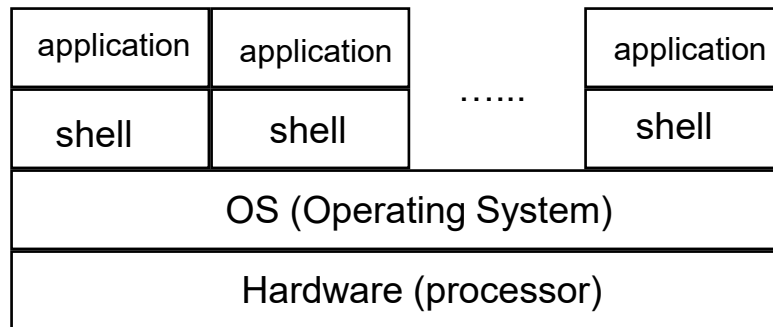 application application application
shell shell …... shell
OS (Operating System)
Hardware (processor)